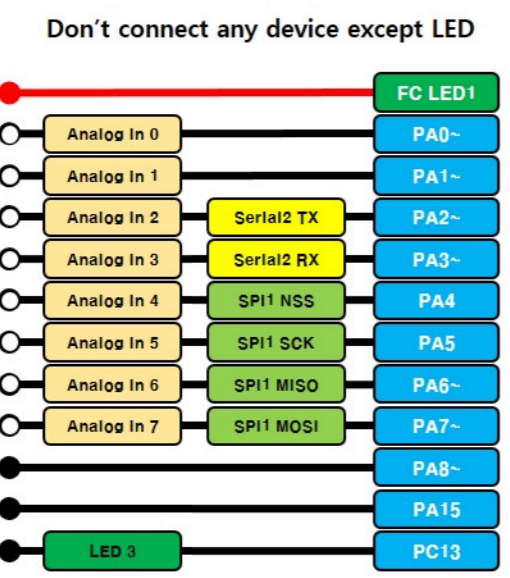 Don't connect any device except LED
FC LED1
Analog In 0 PA0~
Analog In 1 PA1~
Analog In 2 Serial2 TX PA2~
Analog In 3 Serial2 RX PA3~
Analog In 4 SPI1 NSS PA4
Analog In 5 SPI1 SCK PA5
Analog In 6 SPI1 MISO PA6~
Analog In 7 SPI1 MOSI PA7~
PA8~
PA15
LED 3 PC13